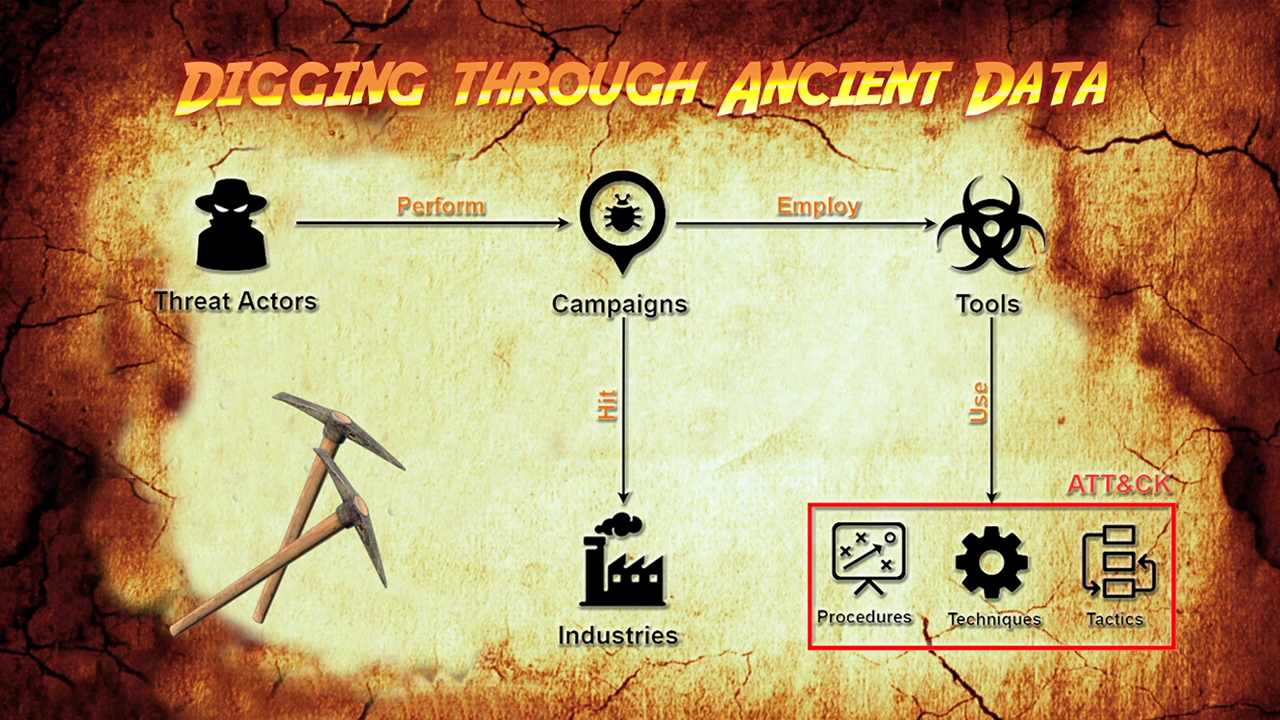 Digging through Ancient Data
Perform
Employ
Threat Actors
Campaigns
Tools
Hit
Use
ATT&CK
Procedures
Techniques
Tactics
Industries